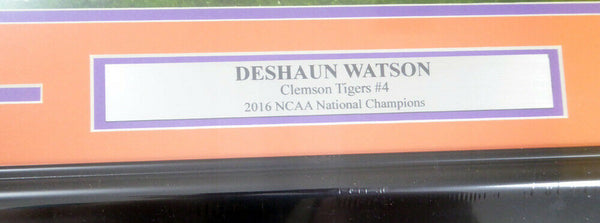 DESHAUN WATSON
Clemson Tigers #4
2016 NCAA National Champions